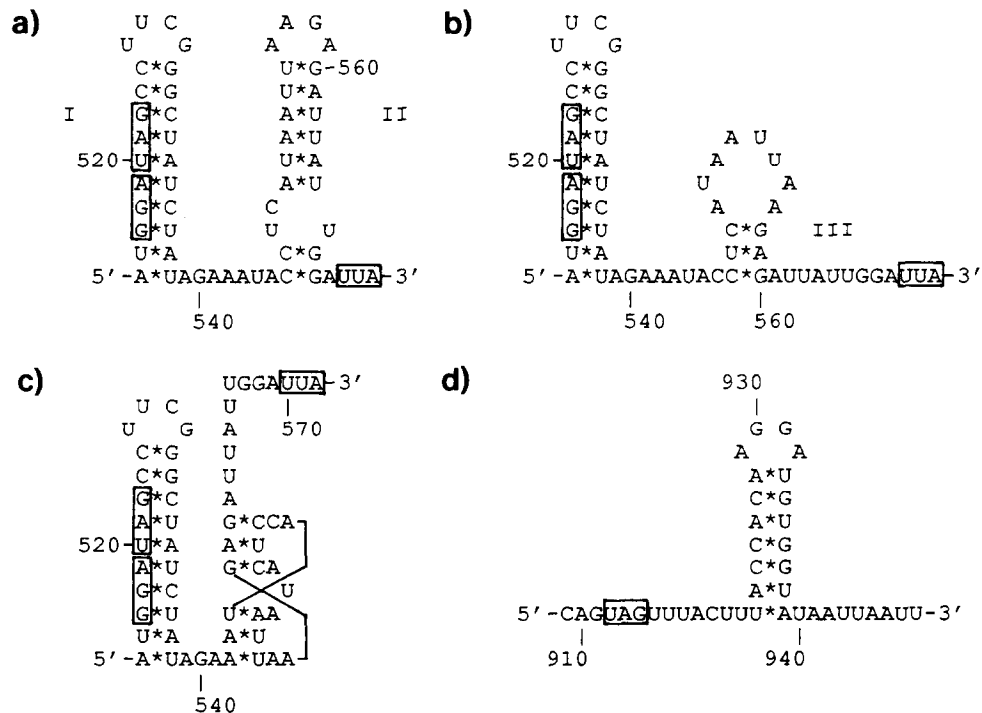 a)
U C A G
U G A A
C*G U*G-560
C*G U*A
I G*C A*U II
A*U A*U
520-U*A U*A
A*U A*U
G*C C
G*U U U
U*A C*G
5'-A*UAGAAAUAC*GAUUA-3'
540
b)
U C
U G
C*G
C*G
G*C
A*U A U
520-U*A A U
A*U U A
G*C A A
G*U C*G III
U*A U*A
5'-A*UAGAAAUACC*GAUUAUUGGAUUA-3'
540 560
c)
UGGAUUA-3'
U C U
570
U G A
C*G U
C*G U
G*C A
A*U G*CCA
520-U*A A*U
A*U G*CA
G*C U
G*U U*AA
U*A A*U
5'-A*UAGAA*UAA
540
d)
930
G G
A A
A*U
C*G
A*U
C*G
C*G
A*U
5'-CAGUAGUUUACUUU*AUAAUUAAUU-3'
910 940